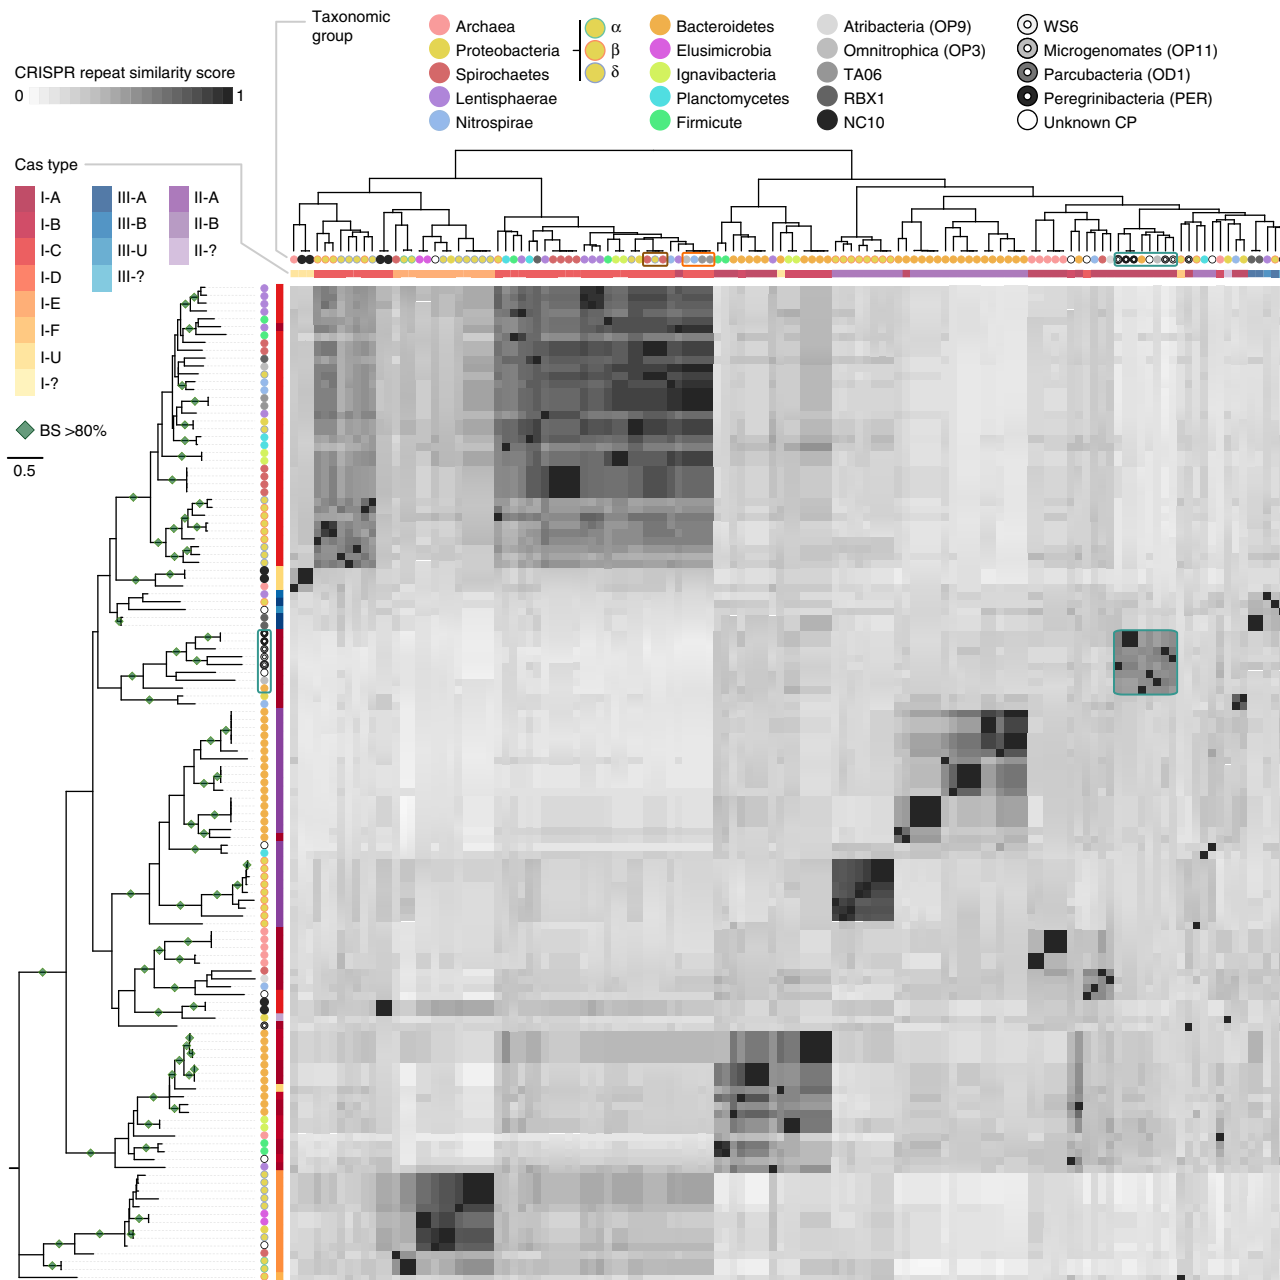 Taxonomic
group
Archaea
Proteobacteria
Spirochaetes
Lentisphaerae
Nitrospirae
α
β
δ
Bacteroidetes
Elusimicrobia
Ignavibacteria
Planctomycetes
Firmicute
Atribacteria (OP9)
Omnitrophica (OP3)
TA06
RBX1
NC10
WS6
Microgenomates (OP11)
Parcubacteria (OD1)
Peregrinibacteria (PER)
Unknown CP
CRISPR repeat similarity score
0 1
Cas type
I-A
I-B
I-C
I-D
I-E
I-F
I-U
I-?
III-A
III-B
III-U
III-?
II-A
II-B
II-?
BS >80%
0.5